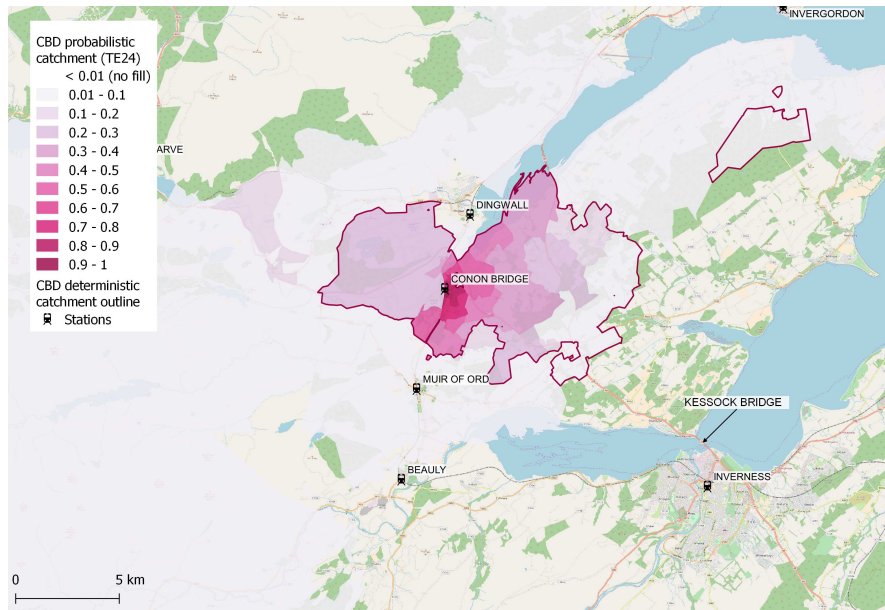 CBD probabilistic
catchment (TE24)
< 0.01 (no fill)
0.01 - 0.1
0.1 - 0.2
0.2 - 0.3
0.3 - 0.4
0.4 - 0.5
0.5 - 0.6
0.6 - 0.7
0.7 - 0.8
0.8 - 0.9
0.9 - 1
CBD deterministic
catchment outline
Stations
INVERGORDON
ARVE
DINGWALL
CONON BRIDGE
MUIR OF ORD
KESSOCK BRIDGE
BEAULY
INVERNESS
0 5 km